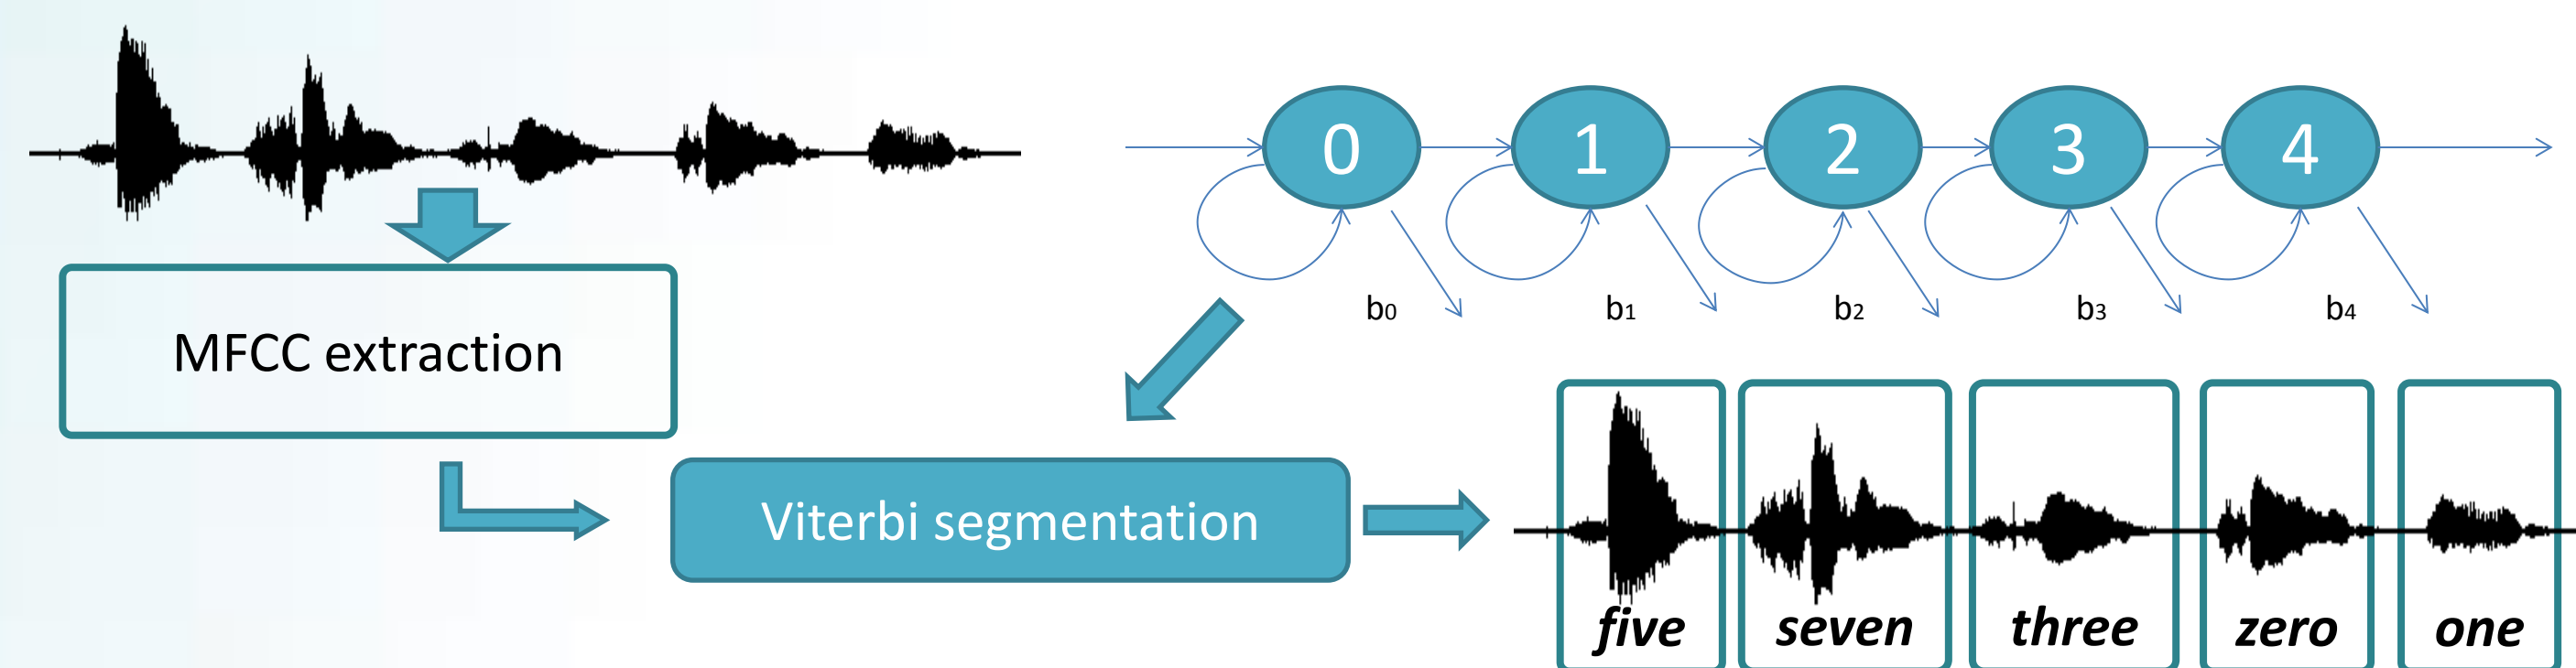 0 1 2 3 4
b0 b1 b2 b3 b4
MFCC extraction
Viterbi segmentation
five seven three zero one